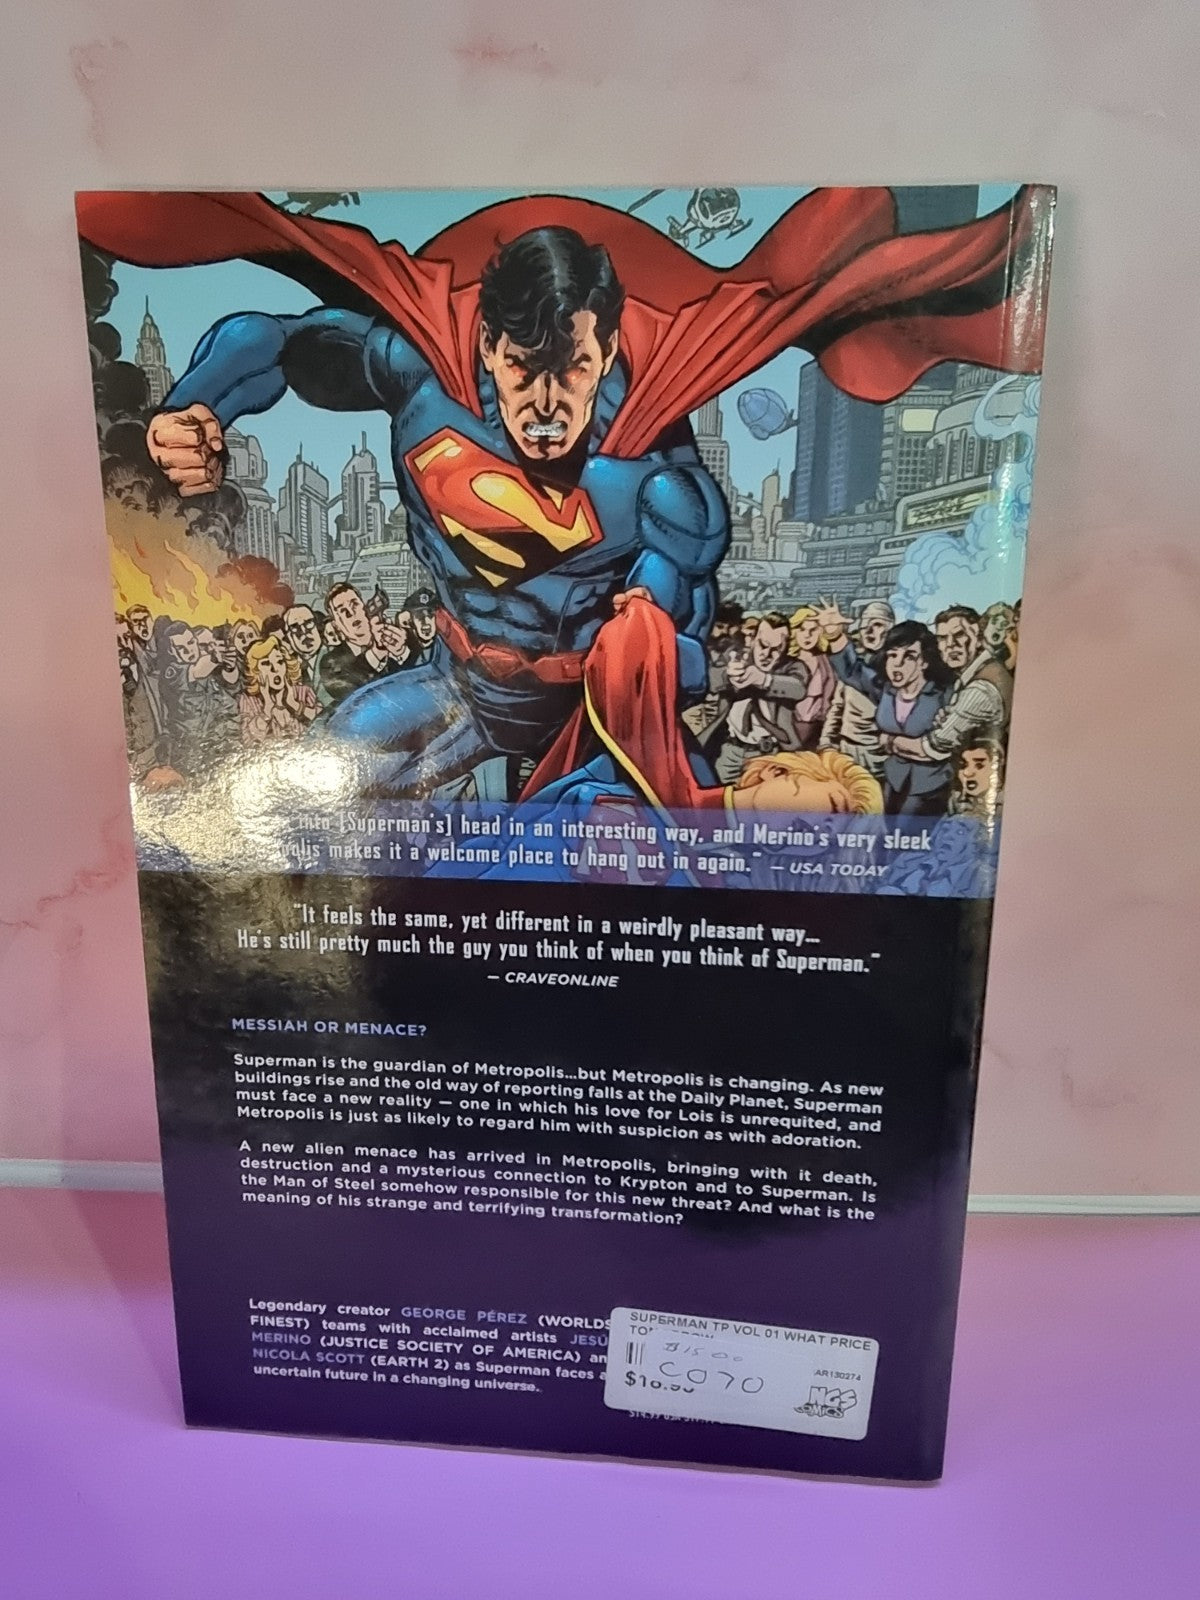 into [Superman's] head in an interesting way, and Merino's very sleek
makes it a welcome place to hang out in again." — USA TODAY
"It feels the same, yet different in a weirdly pleasant way...
He's still pretty much the guy you think of when you think of Superman."
— CRAVEONLINE
MESSIAH OR MENACE?
Superman is the guardian of Metropolis...but Metropolis is changing. As new
buildings rise and the old way of reporting falls at the Daily Planet, Superman
must face a new reality — one in which his love for Lois is unrequited, and
Metropolis is just as likely to regard him with suspicion as with adoration.
A new alien menace has arrived in Metropolis, bringing with it death,
destruction and a mysterious connection to Krypton and to Superman. Is
the Man of Steel somehow responsible for this new threat? And what is the
meaning of his strange and terrifying transformation?
Legendary creator GEORGE PÉREZ (WORLDS
FINEST) teams with acclaimed artists JESÚ
MERINO (JUSTICE SOCIETY OF AMERICA) an
NICOLA SCOTT (EARTH 2) as Superman faces a
uncertain future in a changing universe.
SUPERMAN TP VOL 01 WHAT PRICE
$1500
AR130274
C070
NGS
COMICS